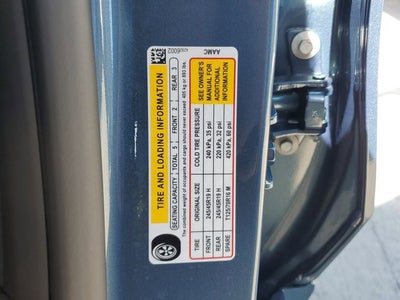 TIRE AND LOADING INFORMATION
SEATING CAPACITY TOTAL 5 FRONT 2 REAR 3
The combined weight of occupants and cargo should never exceed 405 kg or 893 lbs.
TIRE ORIGINAL SIZE COLD TIRE PRESSURE
FRONT 245/45R19 H 240 kPa, 35 psi
REAR 245/45R19 H 220 kPa, 32 psi
SPARE T125/70R16 M 420 kPa, 60 psi
SEE OWNER'S
MANUAL FOR
ADDITIONAL
INFORMATION
AAMC